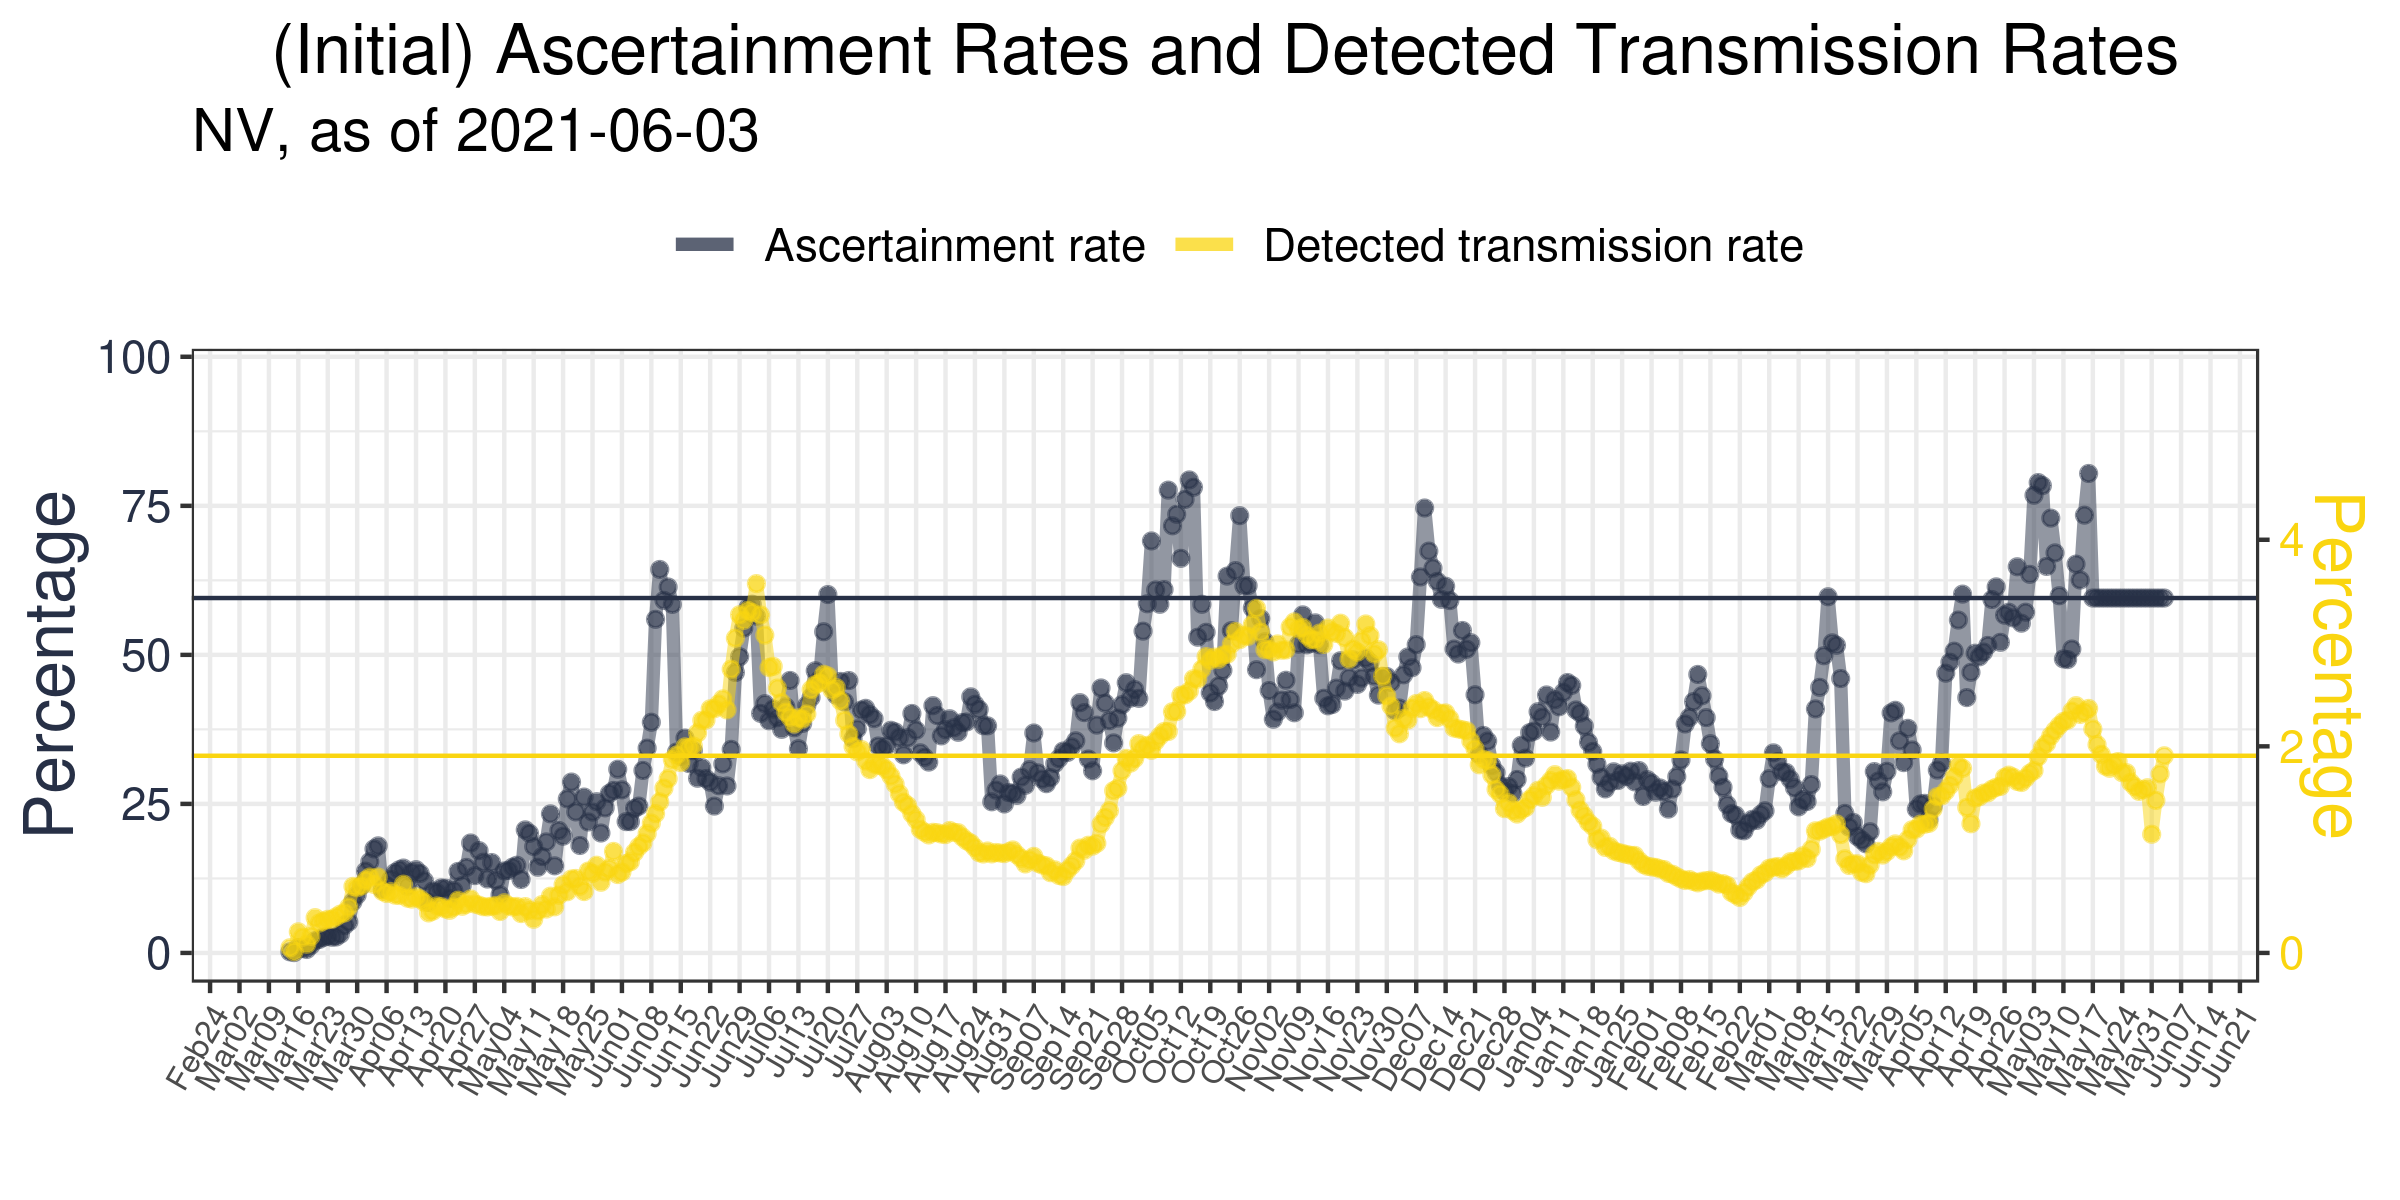 (Initial) Ascertainment Rates and Detected Transmission Rates
NV, as of 2021-06-03
Ascertainment rate
Detected transmission rate
Percentage
100
75
50
25
0
4
2
0
Percentage
Feb24
Mar02
Mar09
Mar16
Mar23
Mar30
Apr06
Apr13
Apr20
Apr27
May04
May11
May18
May25
Jun01
Jun08
Jun15
Jun22
Jun29
Jul06
Jul13
Jul20
Jul27
Aug03
Aug10
Aug17
Aug24
Aug31
Sep07
Sep14
Sep21
Sep28
Oct05
Oct12
Oct19
Oct26
Nov02
Nov09
Nov16
Nov23
Nov30
Dec07
Dec14
Dec21
Dec28
Jan04
Jan11
Jan18
Jan25
Feb01
Feb08
Feb15
Feb22
Mar01
Mar08
Mar15
Mar22
Mar29
Apr05
Apr12
Apr19
Apr26
May03
May10
May17
May24
May31
Jun07
Jun14
Jun21